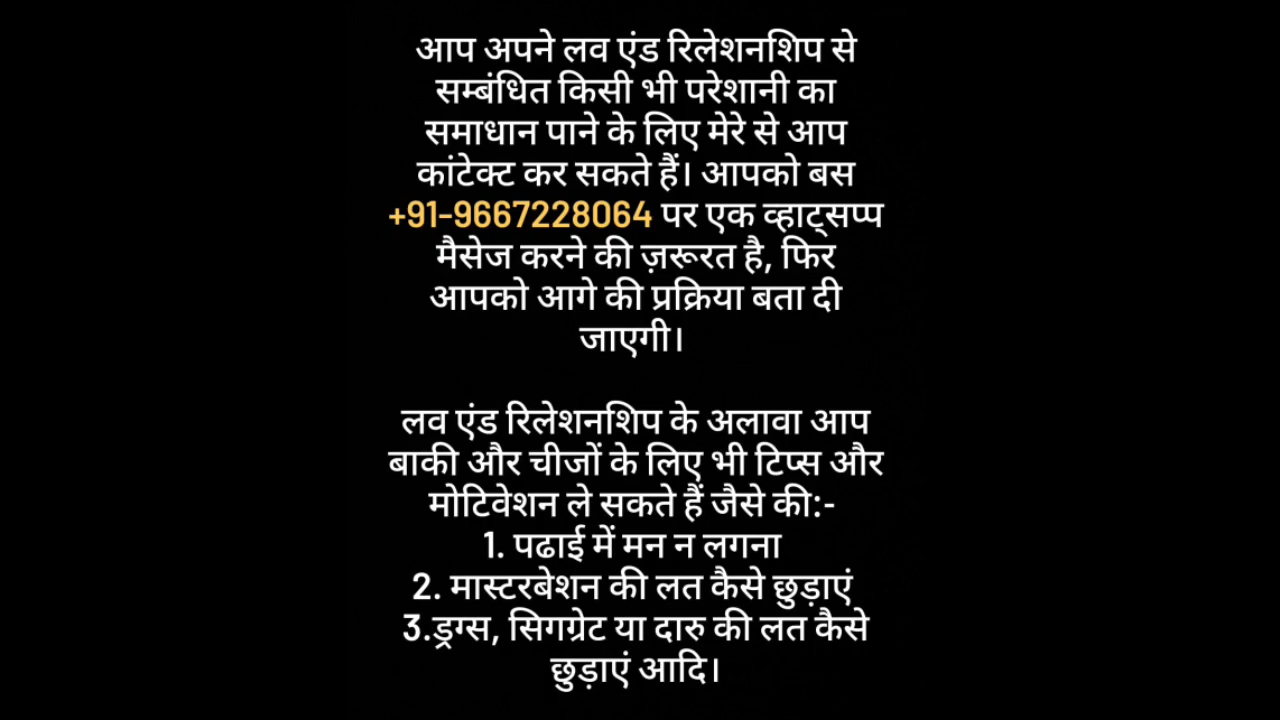 आप अपने लव एंड रिलेशनशिप से
सम्बंधित किसी भी परेशानी का
समाधान पाने के लिए मेरे से आप
कांटेक्ट कर सकते हैं। आपको बस
+91-9667228064 पर एक व्हाट्सप्प
मैसेज करने की ज़रूरत है, फिर
आपको आगे की प्रक्रिया बता दी
जाएगी।
लव एंड रिलेशनशिप के अलावा आप
बाकी और चीजों के लिए भी टिप्स और
मोटिवेशन ले सकते हैं जैसे की:-
1. पढाई में मन न लगना
2. मास्टरबेशन की लत कैसे छुड़ाएं
3.ड्रग्स, सिगग्रेट या दारु की लत कैसे
छुड़ाएं आदि।